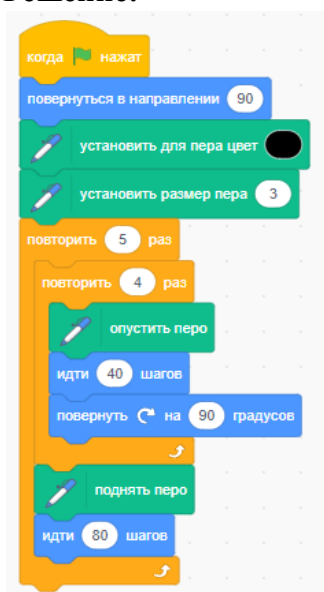 когда нажат
повернуться в направлении 90
установить для пера цвет
установить размер пера 3
повторить 5 раз
повторить 4 раз
опустить перо
идти 40 шагов
повернуть на 90 градусов
поднять перо
идти 80 шагов